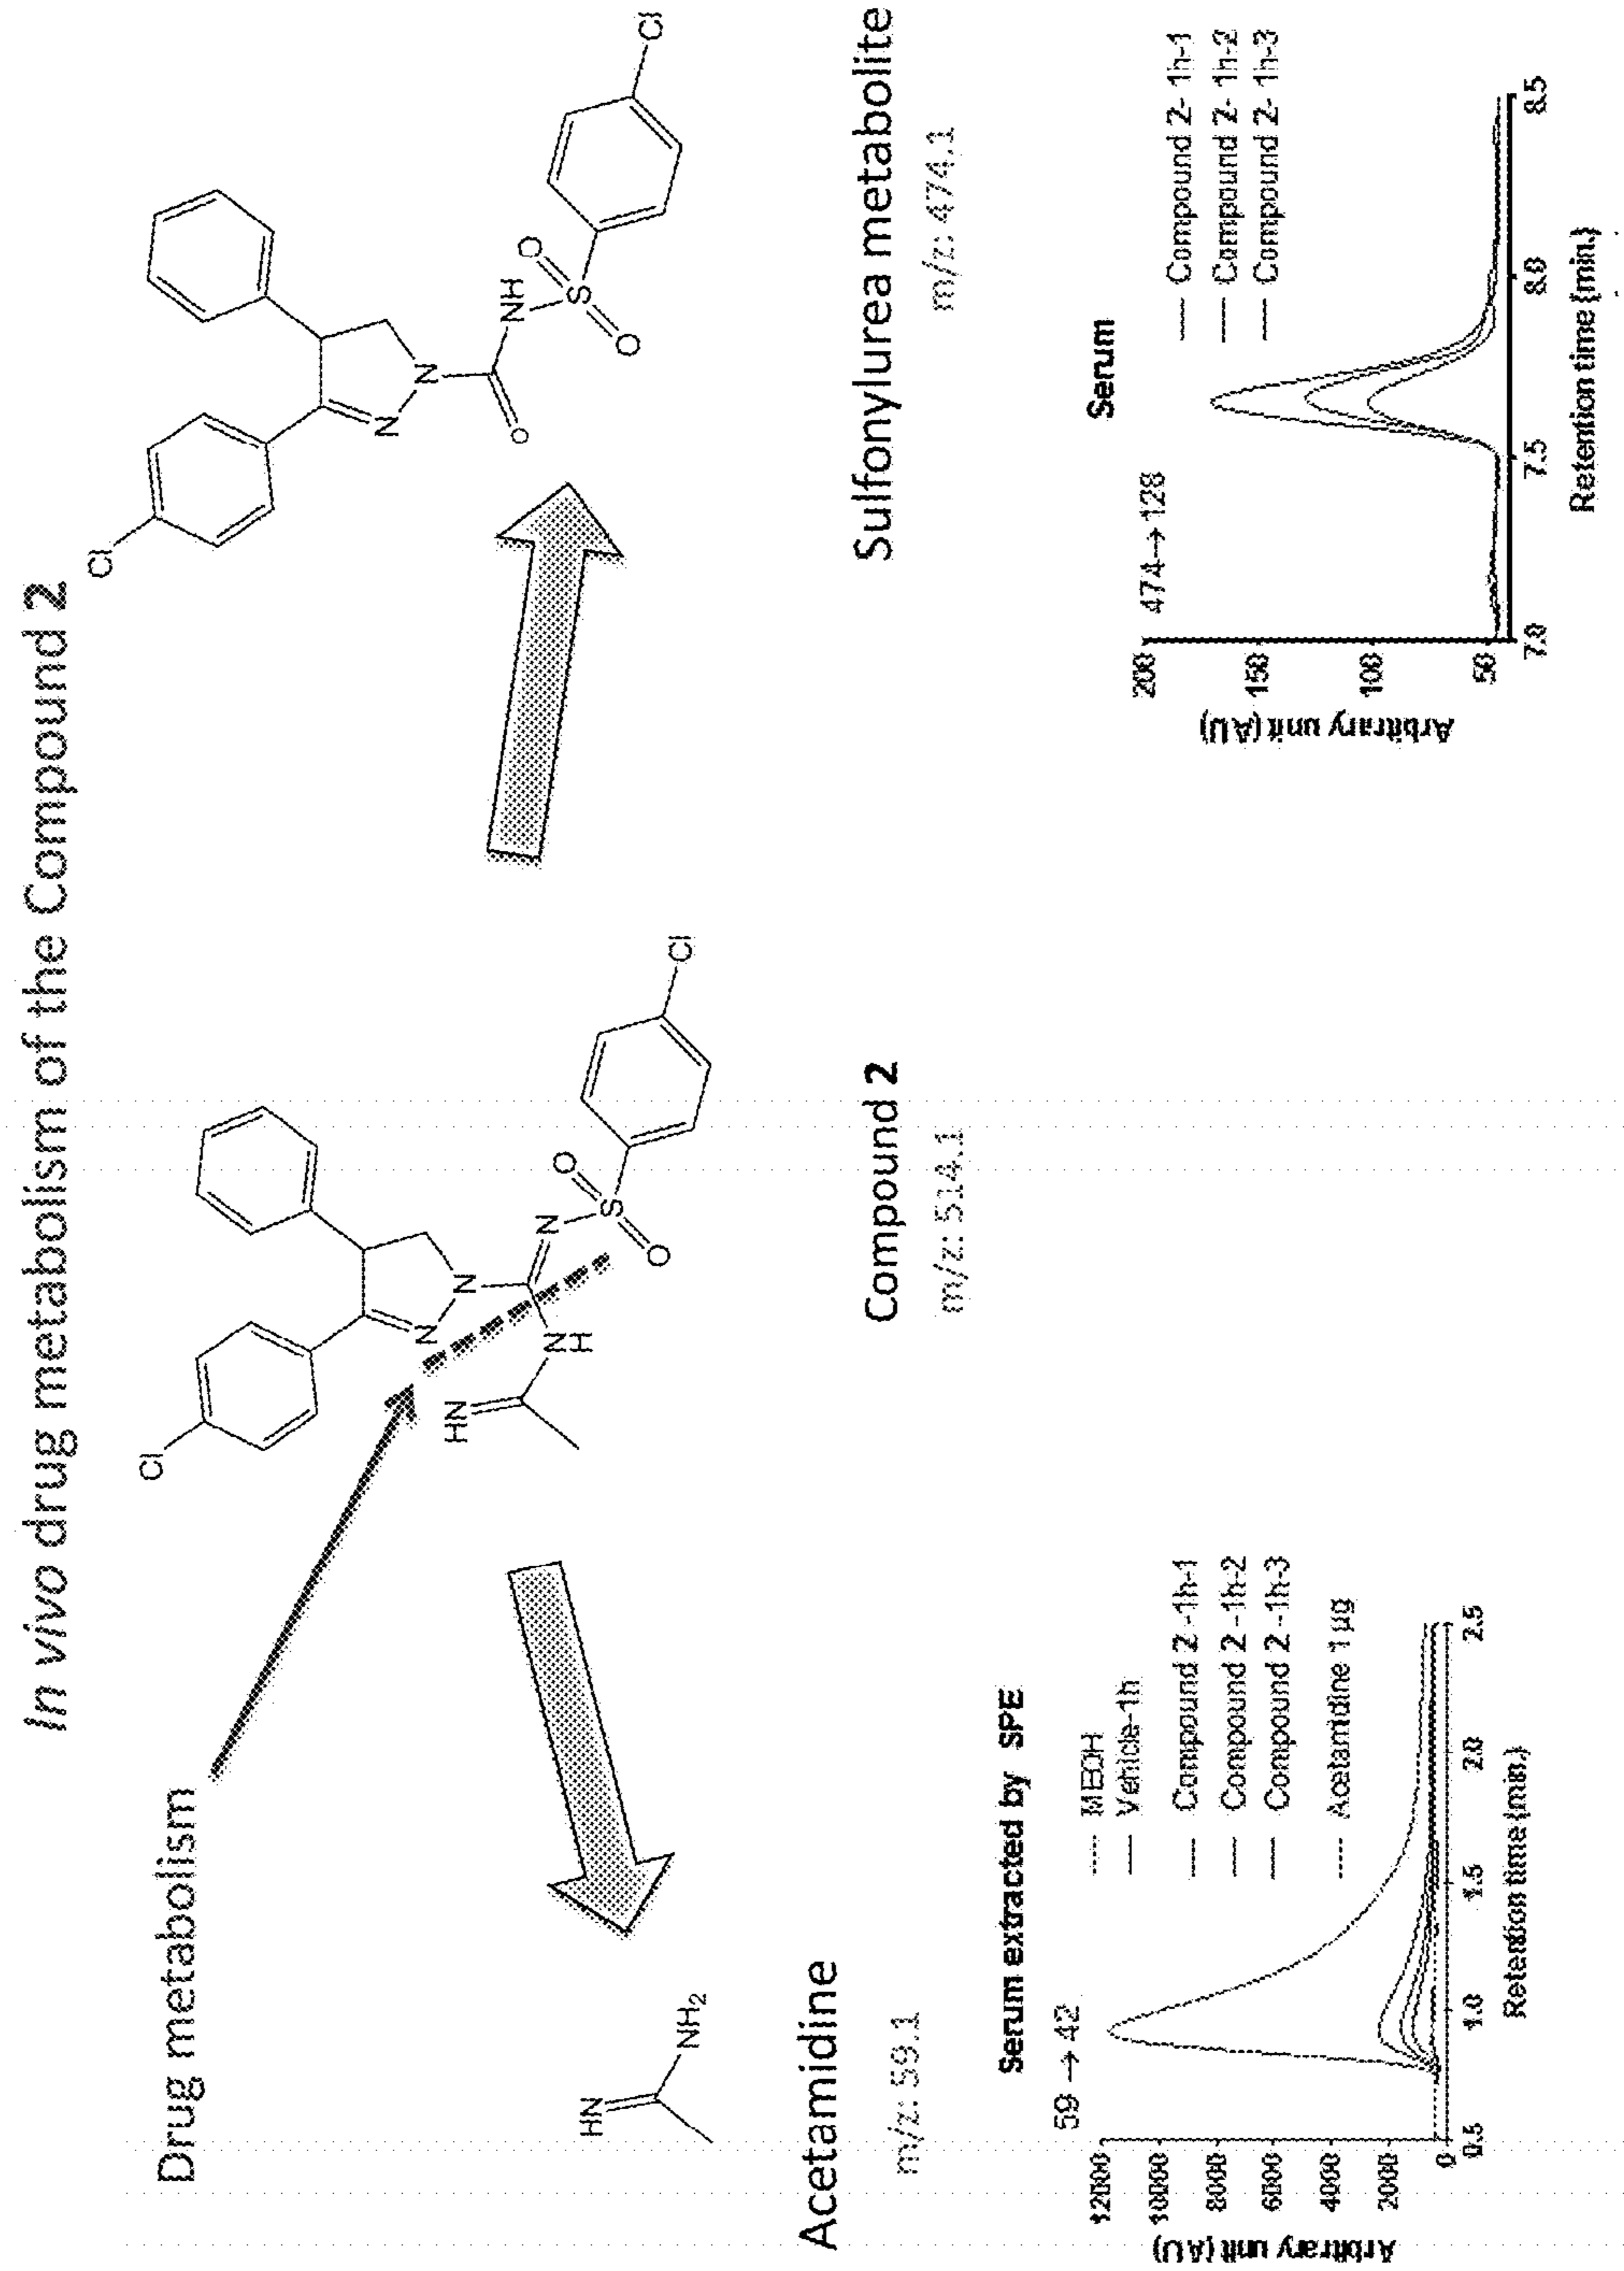 In vivo drug metabolism of the Compound 2
Drug metabolism
HN
NH2
Acetamidine
m/z: 59.1
Cl
N
N
HN
N
H
N
S
O
O
Cl
Compound 2
m/z: 514.1
Cl
N
N
O
NH
S
O
O
Cl
Sulfonylurea metabolite
m/z: 474.1
Serum extracted by SPE
59 → 42
MEOH
Vehicle-1h
Compound 2 -1h-1
Compound 2 -1h-2
Compound 2 -1h-3
Acetamidine 1 µg
Arbitrary unit (AU)
12000
10000
8000
6000
4000
2000
0
0.5
1.0
1.5
2.0
2.5
Retention time (min.)
Serum
474→128
Compound 2- 1h-1
Compound 2- 1h-2
Compound 2- 1h-3
Arbitrary unit (AU)
200
150
100
50
7.0
7.5
8.0
8.5
Retention time (min.)